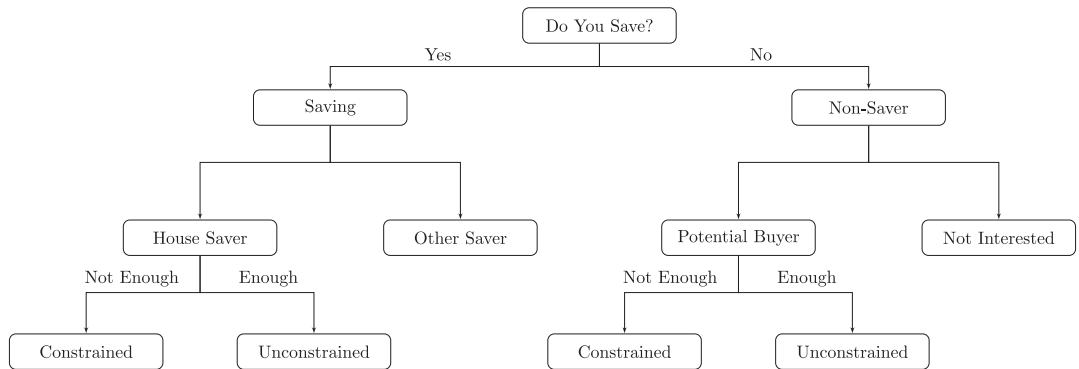 Do You Save?
Yes
No
Saving
Non-Saver
House Saver
Other Saver
Potential Buyer
Not Interested
Not Enough
Enough
Not Enough
Enough
Constrained
Unconstrained
Constrained
Unconstrained